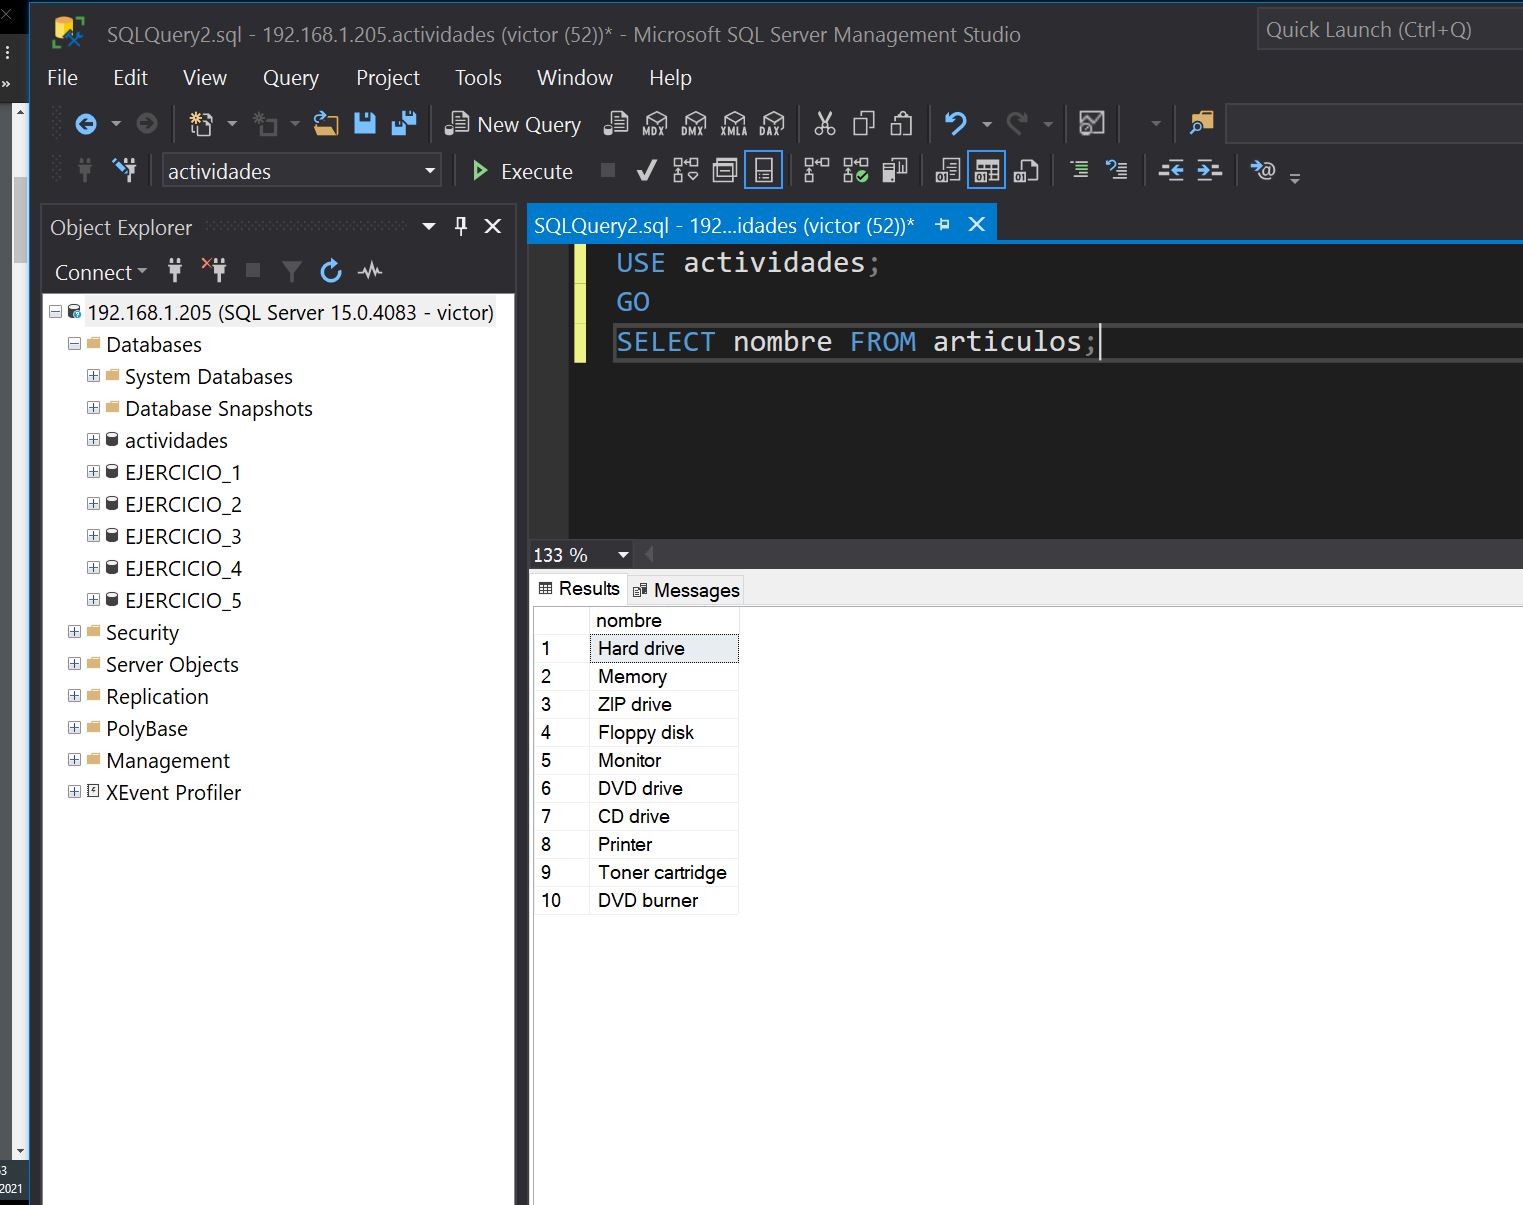 SQLQuery2.sql - 192.168.1.205.actividades (victor (52))* - Microsoft SQL Server Management Studio
Quick Launch (Ctrl+Q)
File Edit View Query Project Tools Window Help
New Query MDX DMX XMLA DAX
actividades Execute
Object Explorer
Connect
192.168.1.205 (SQL Server 15.0.4083 - victor)
Databases
System Databases
Database Snapshots
actividades
EJERCICIO_1
EJERCICIO_2
EJERCICIO_3
EJERCICIO_4
EJERCICIO_5
Security
Server Objects
Replication
PolyBase
Management
XEvent Profiler
SQLQuery2.sql - 192...idades (victor (52))*
USE actividades;
GO
SELECT nombre FROM articulos;
133 %
Results Messages
nombre
1 Hard drive
2 Memory
3 ZIP drive
4 Floppy disk
5 Monitor
6 DVD drive
7 CD drive
8 Printer
9 Toner cartridge
10 DVD burner
2021